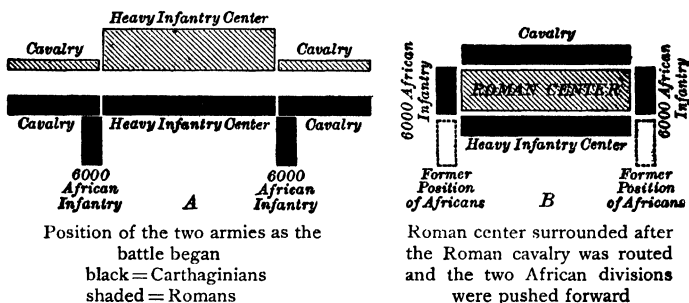 Heavy Infantry Center
Cavalry
Cavalry
Cavalry
Heavy Infantry Center
Cavalry
6000
African
Infantry
6000
African
Infantry
A
Position of the two armies as the
battle began
black = Carthaginians
shaded = Romans
Cavalry
6000 African
Infantry
ROMAN CENTER
6000 African
Infantry
Heavy Infantry Center
Former
Position
of Africans
Former
Position
of Africans
B
Roman center surrounded after
the Roman cavalry was routed
and the two African divisions
were pushed forward